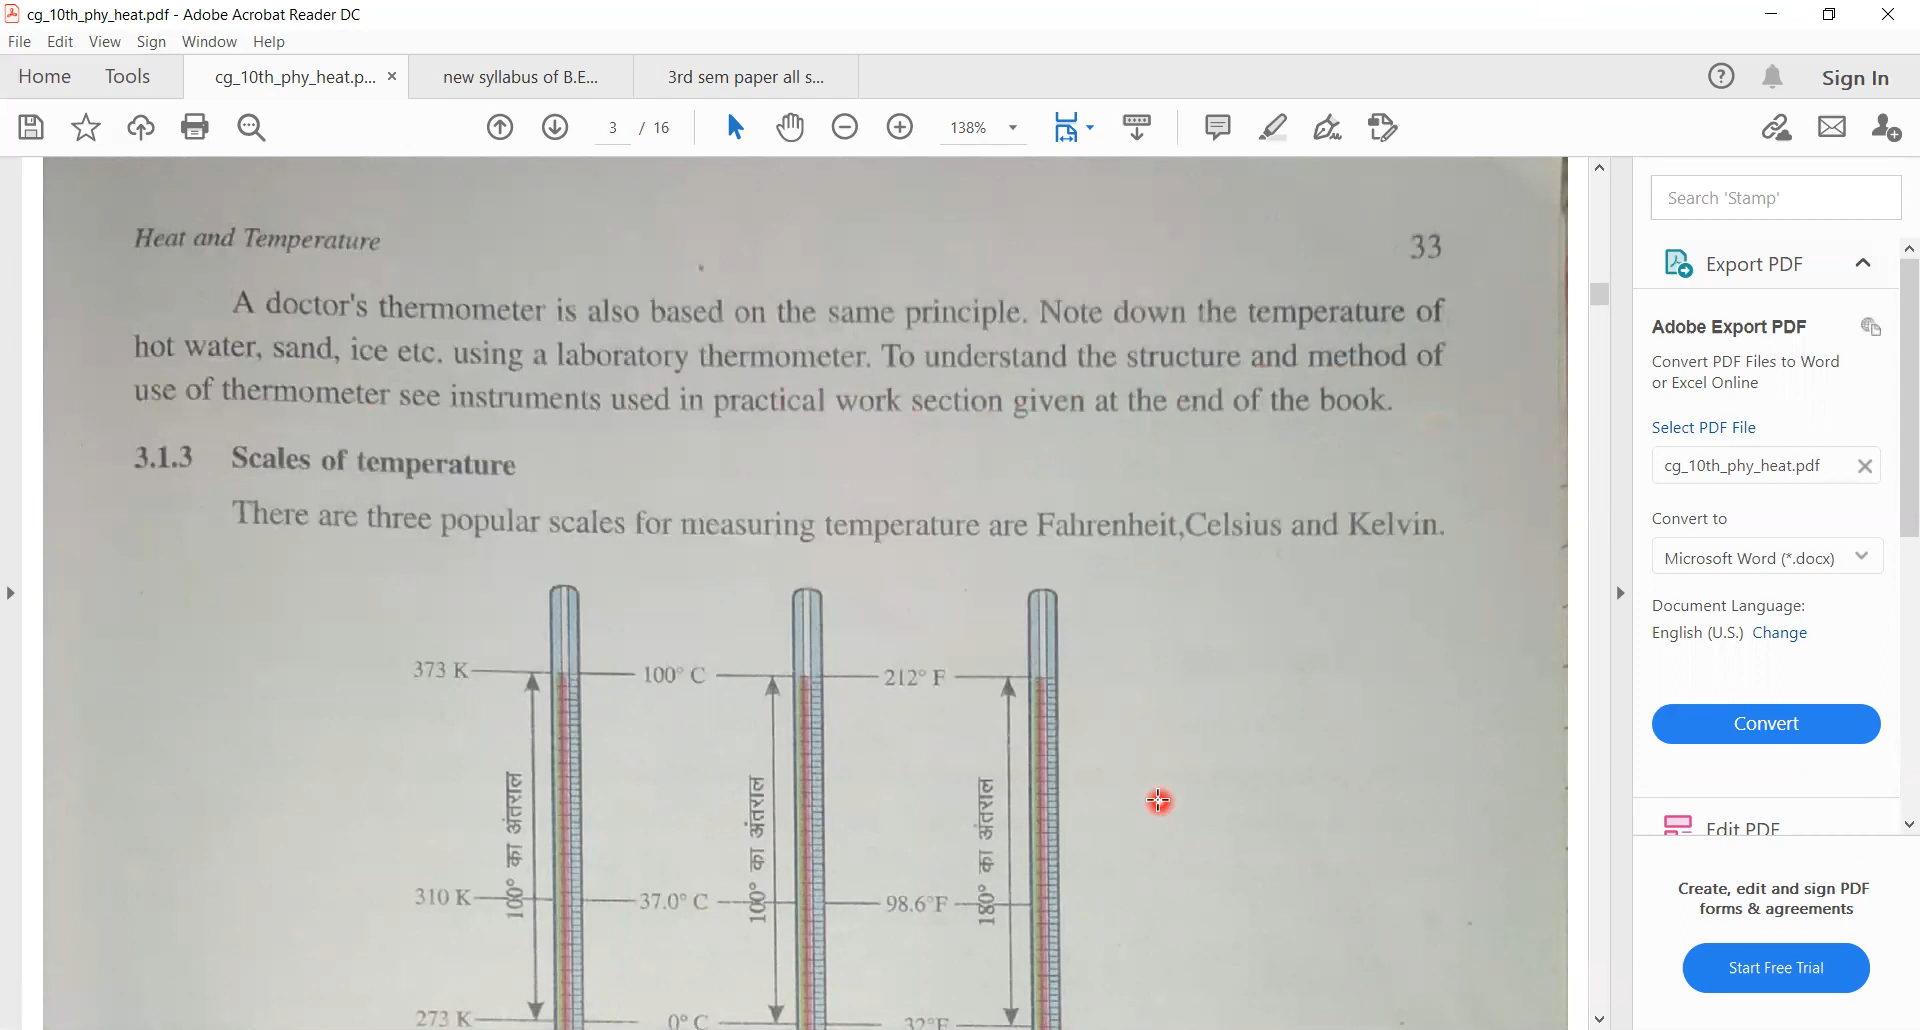 cg_10th_phy_heat.pdf - Adobe Acrobat Reader DC
File Edit View Sign Window Help
Home Tools cg_10th_phy_heat.p... × new syllabus of B.E... 3rd sem paper all s... Sign In
3 / 16 138%
Heat and Temperature 33
A doctor's thermometer is also based on the same principle. Note down the temperature of
hot water, sand, ice etc. using a laboratory thermometer. To understand the structure and method of
use of thermometer see instruments used in practical work section given at the end of the book.
3.1.3 Scales of temperature
There are three popular scales for measuring temperature are Fahrenheit,Celsius and Kelvin.
373 K 100° C 212° F
100° का अंतराल 100° का अंतराल 180° का अंतराल
310 K 37.0° C 98.6°F
273 K 0° C 32°F
Search 'Stamp'
Export PDF
Adobe Export PDF
Convert PDF Files to Word
or Excel Online
Select PDF File
cg_10th_phy_heat.pdf
Convert to
Microsoft Word (*.docx)
Document Language:
English (U.S.) Change
Convert
Edit PDF
Create, edit and sign PDF
forms & agreements
Start Free Trial